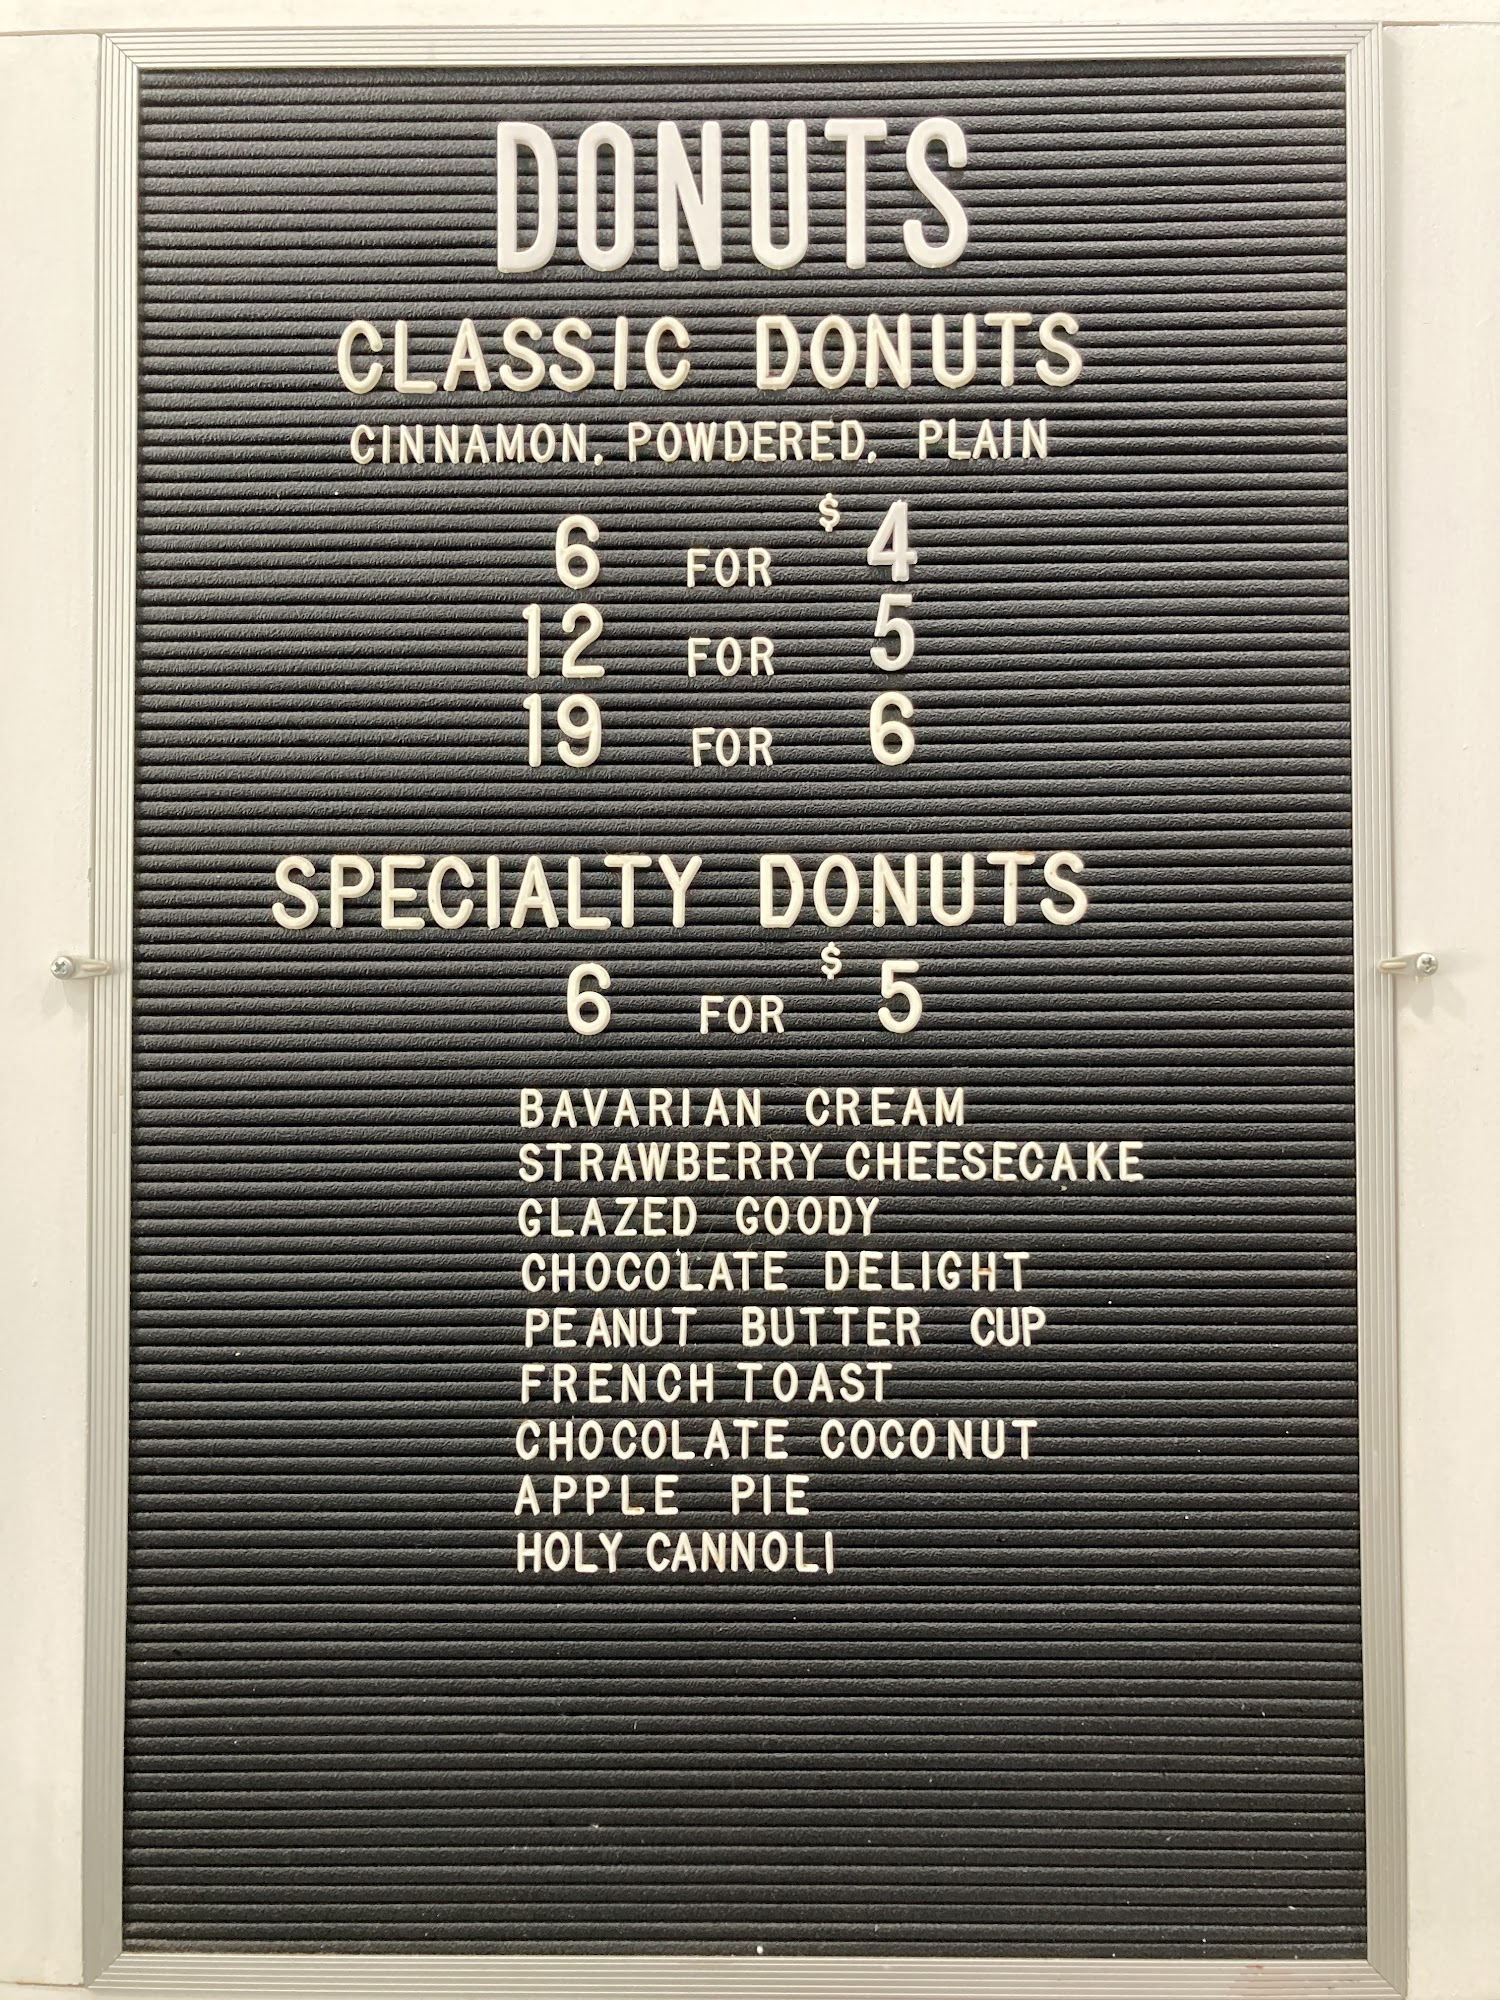 DONUTS
CLASSIC DONUTS
CINNAMON, POWDERED, PLAIN
6 FOR $4
12 FOR 5
19 FOR 6
SPECIALTY DONUTS
6 FOR $5
BAVARIAN CREAM
STRAWBERRY CHEESECAKE
GLAZED GOODY
CHOCOLATE DELIGHT
PEANUT BUTTER CUP
FRENCH TOAST
CHOCOLATE COCONUT
APPLE PIE
HOLY CANNOLI